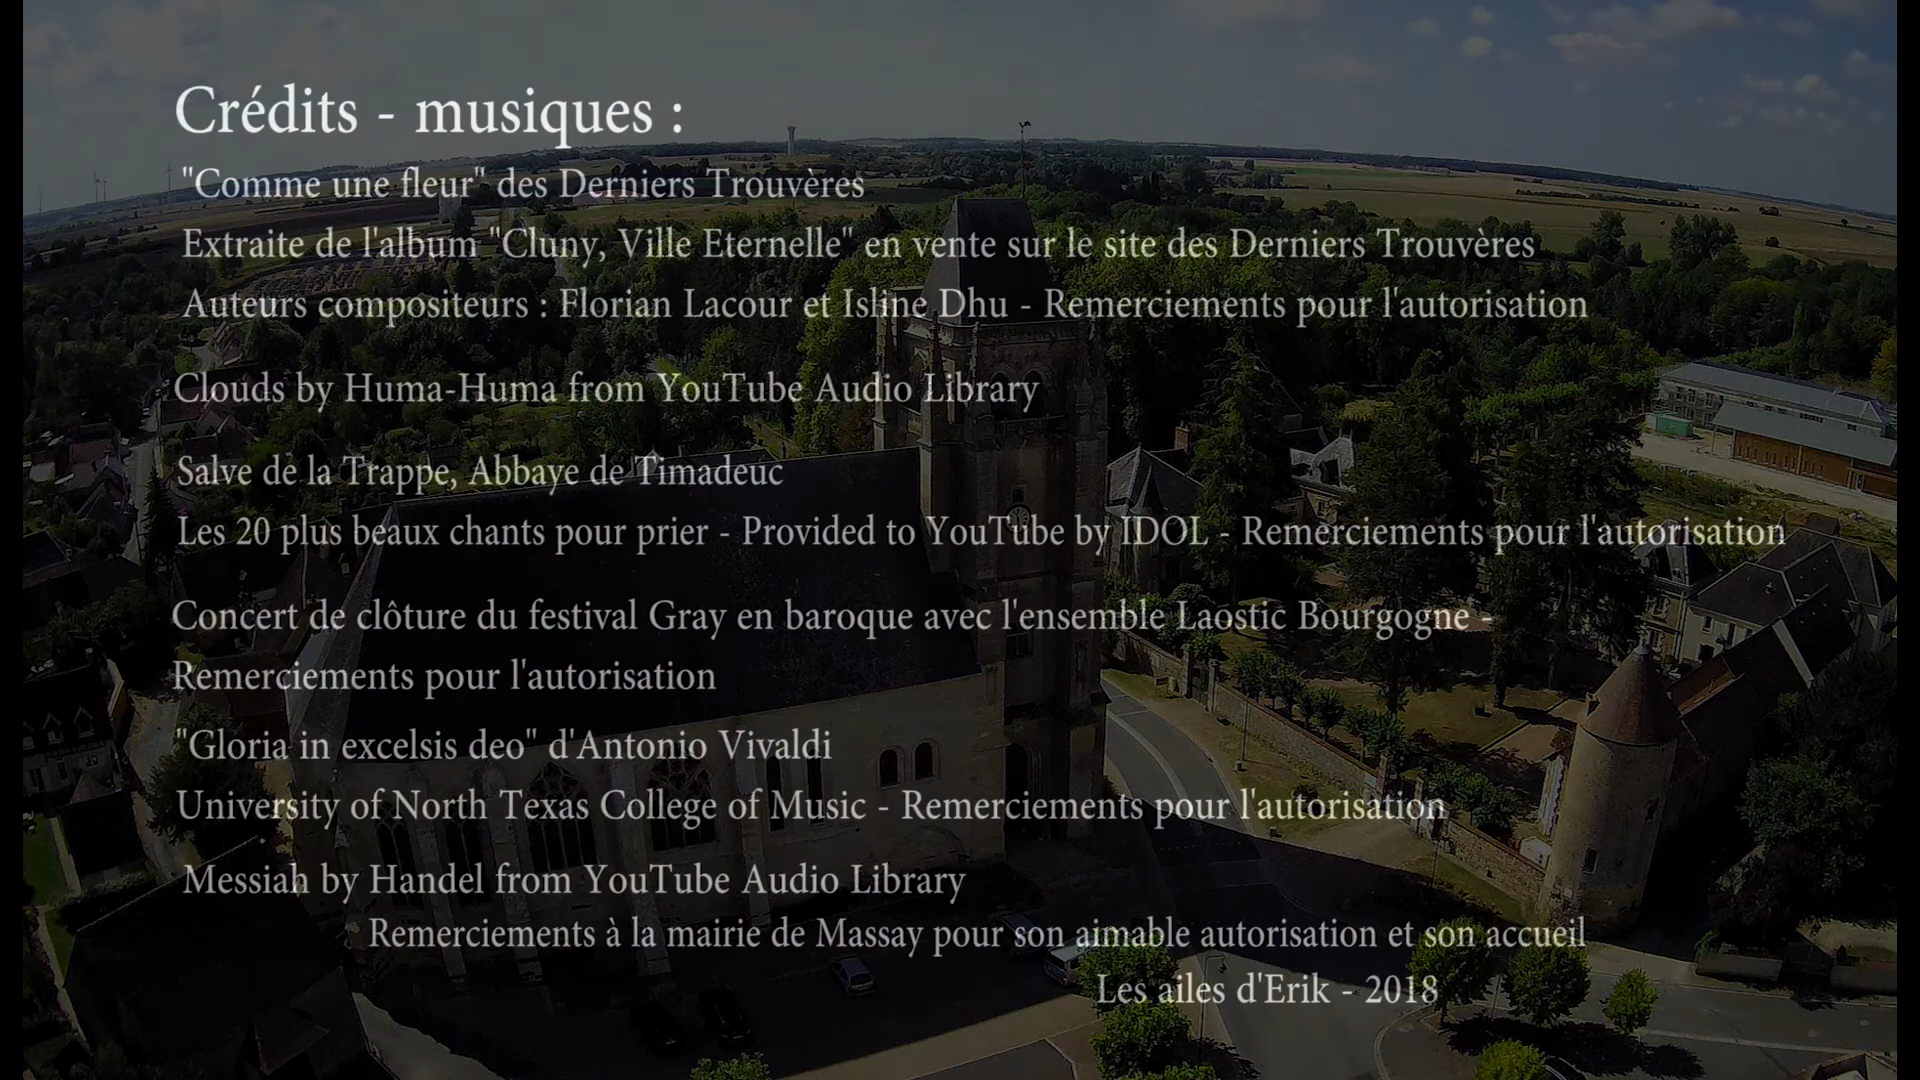 Crédits - musiques :
"Comme une fleur" des Derniers Trouvères
Extraite de l'album "Cluny, Ville Eternelle" en vente sur le site des Derniers Trouvères
Auteurs compositeurs : Florian Lacour et Isline Dhu - Remerciements pour l'autorisation
Clouds by Huma-Huma from YouTube Audio Library
Salve de la Trappe, Abbaye de Timadeuc
Les 20 plus beaux chants pour prier - Provided to YouTube by IDOL - Remerciements pour l'autorisation
Concert de clôture du festival Gray en baroque avec l'ensemble Laostic Bourgogne -
Remerciements pour l'autorisation
"Gloria in excelsis deo" d'Antonio Vivaldi
University of North Texas College of Music - Remerciements pour l'autorisation
Messiah by Handel from YouTube Audio Library
Remerciements à la mairie de Massay pour son aimable autorisation et son accueil
Les ailes d'Erik - 2018